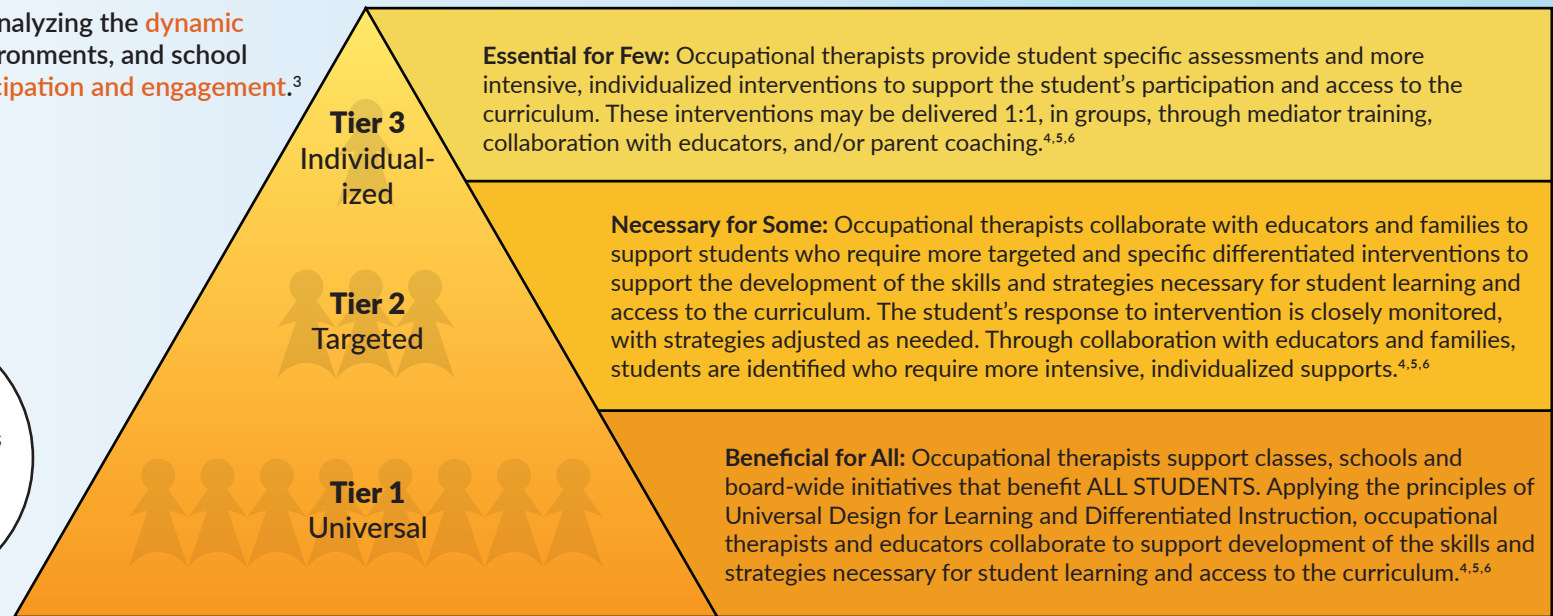 nalyzing the dynamic
ronments, and school
cipation and engagement.3
Tier 3
Individual-
ized
Essential for Few: Occupational therapists provide student specific assessments and more
intensive, individualized interventions to support the student’s participation and access to the
curriculum. These interventions may be delivered 1:1, in groups, through mediator training,
collaboration with educators, and/or parent coaching.4,5,6
Tier 2
Targeted
Necessary for Some: Occupational therapists collaborate with educators and families to
support students who require more targeted and specific differentiated interventions to
support the development of the skills and strategies necessary for student learning and
access to the curriculum. The student’s response to intervention is closely monitored,
with strategies adjusted as needed. Through collaboration with educators and families,
students are identified who require more intensive, individualized supports.4,5,6
Tier 1
Universal
Beneficial for All: Occupational therapists support classes, schools and
board-wide initiatives that benefit ALL STUDENTS. Applying the principles of
Universal Design for Learning and Differentiated Instruction, occupational
therapists and educators collaborate to support development of the skills and
strategies necessary for student learning and access to the curriculum.4,5,6